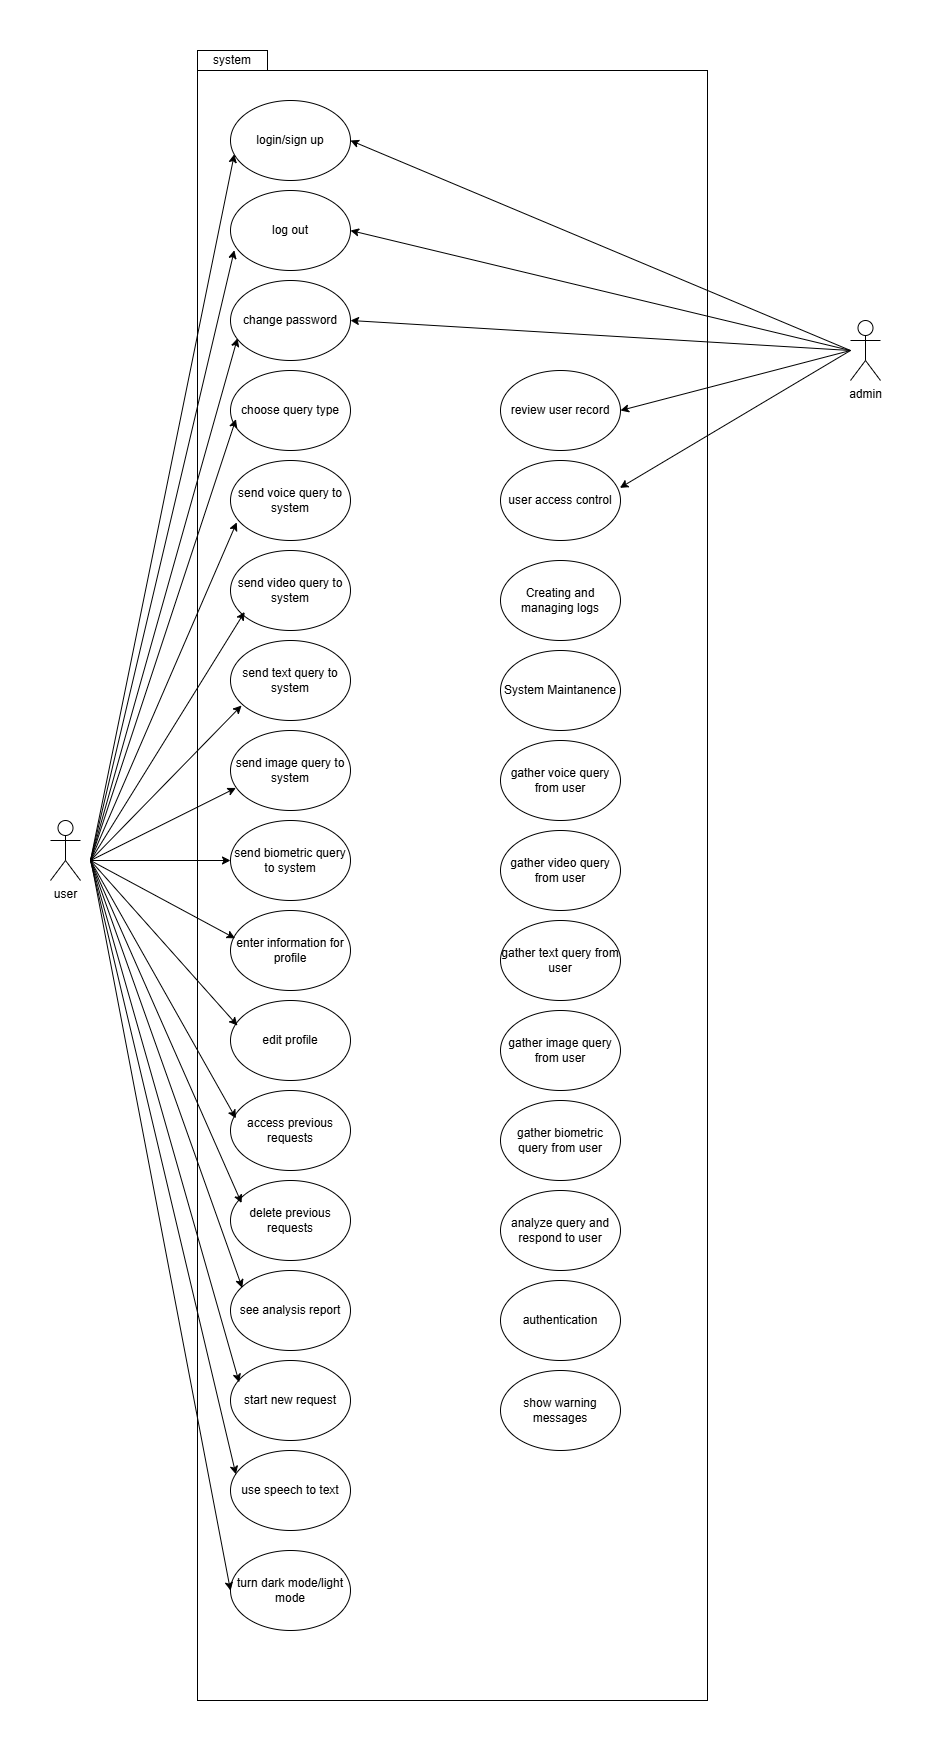 system
login/sign up
log out
change password
choose query type
send voice query to
system
send video query to
system
send text query to
system
send image query to
system
send biometric query
to system
enter information for
profile
edit profile
access previous
requests
delete previous
requests
see analysis report
start new request
use speech to text
turn dark mode/light
mode
user
review user record
user access control
Creating and
managing logs
System Maintanence
gather voice query
from user
gather video query
from user
gather text query from
user
gather image query
from user
gather biometric
query from user
analyze query and
respond to user
authentication
show warning
messages
admin